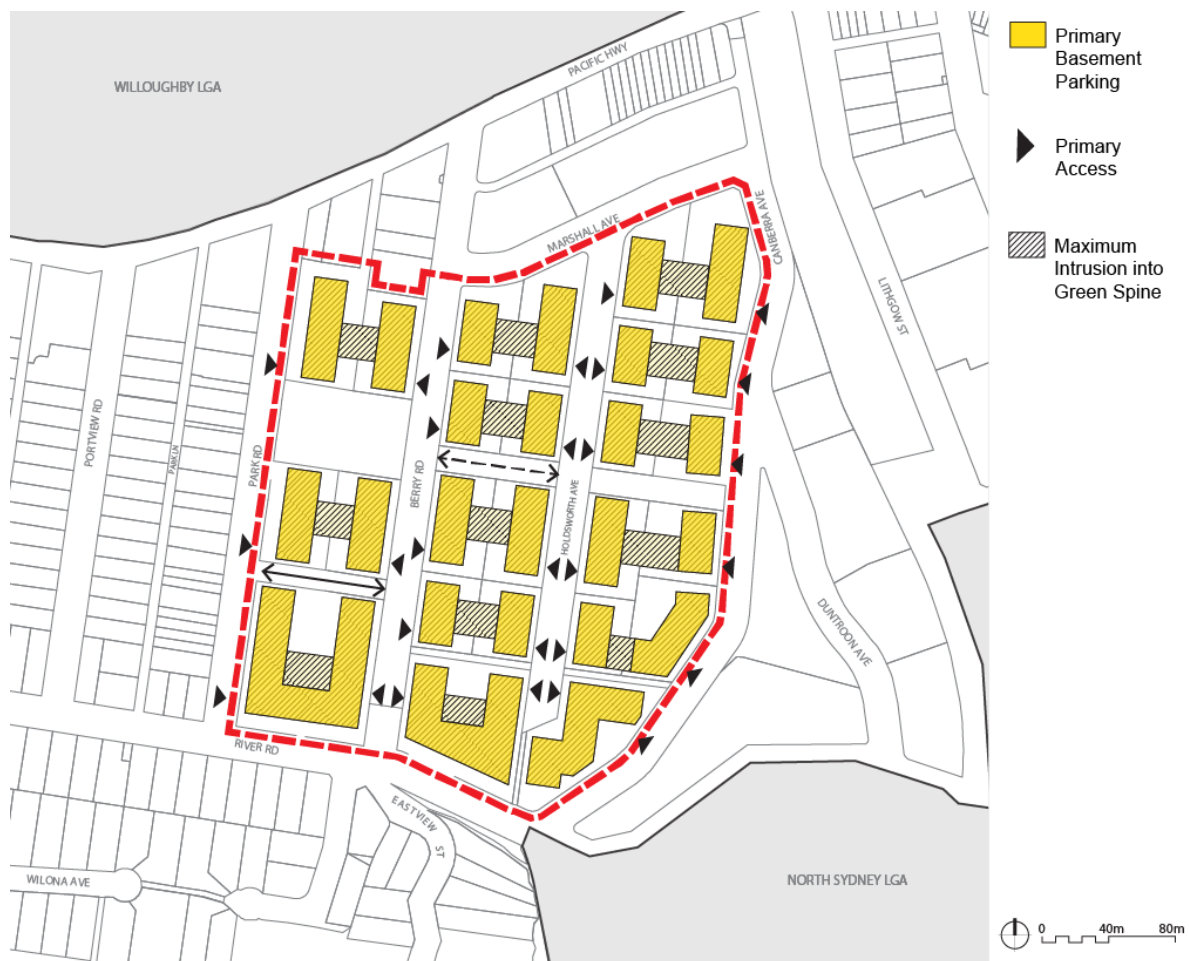 WILLOUGHBY LGA
PACIFIC HWY
MARSHALL AVE
CANBERRA AVE
LITHGOW ST
PORTVIEW RD
PARK LN
PARK RD
BERRY RD
HOLDSWORTH AVE
DUNTROON AVE
RIVER RD
EASTVIEW ST
WILONA AVE
NORTH SYDNEY LGA
Primary
Basement
Parking
Primary
Access
Maximum
Intrusion into
Green Spine
0 40m 80m